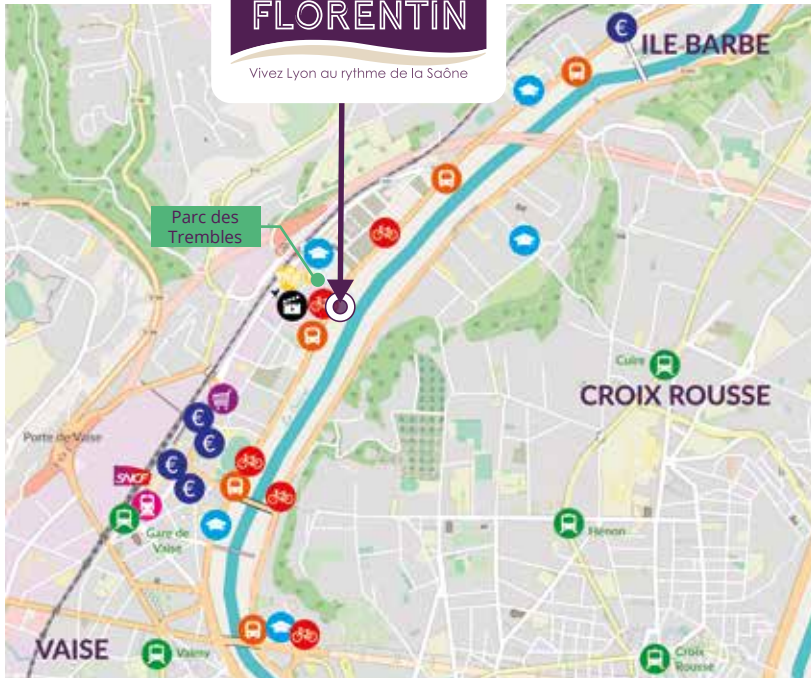 FLORENTIN
Vivez Lyon au rythme de la Saône
ILE BARBE
Parc des
Trembles
Cuire
CROIX ROUSSE
Porte de Vaise
SNCF
Gare de
Vaise
Hénon
VAISE
Valmy
Croix
Rousse